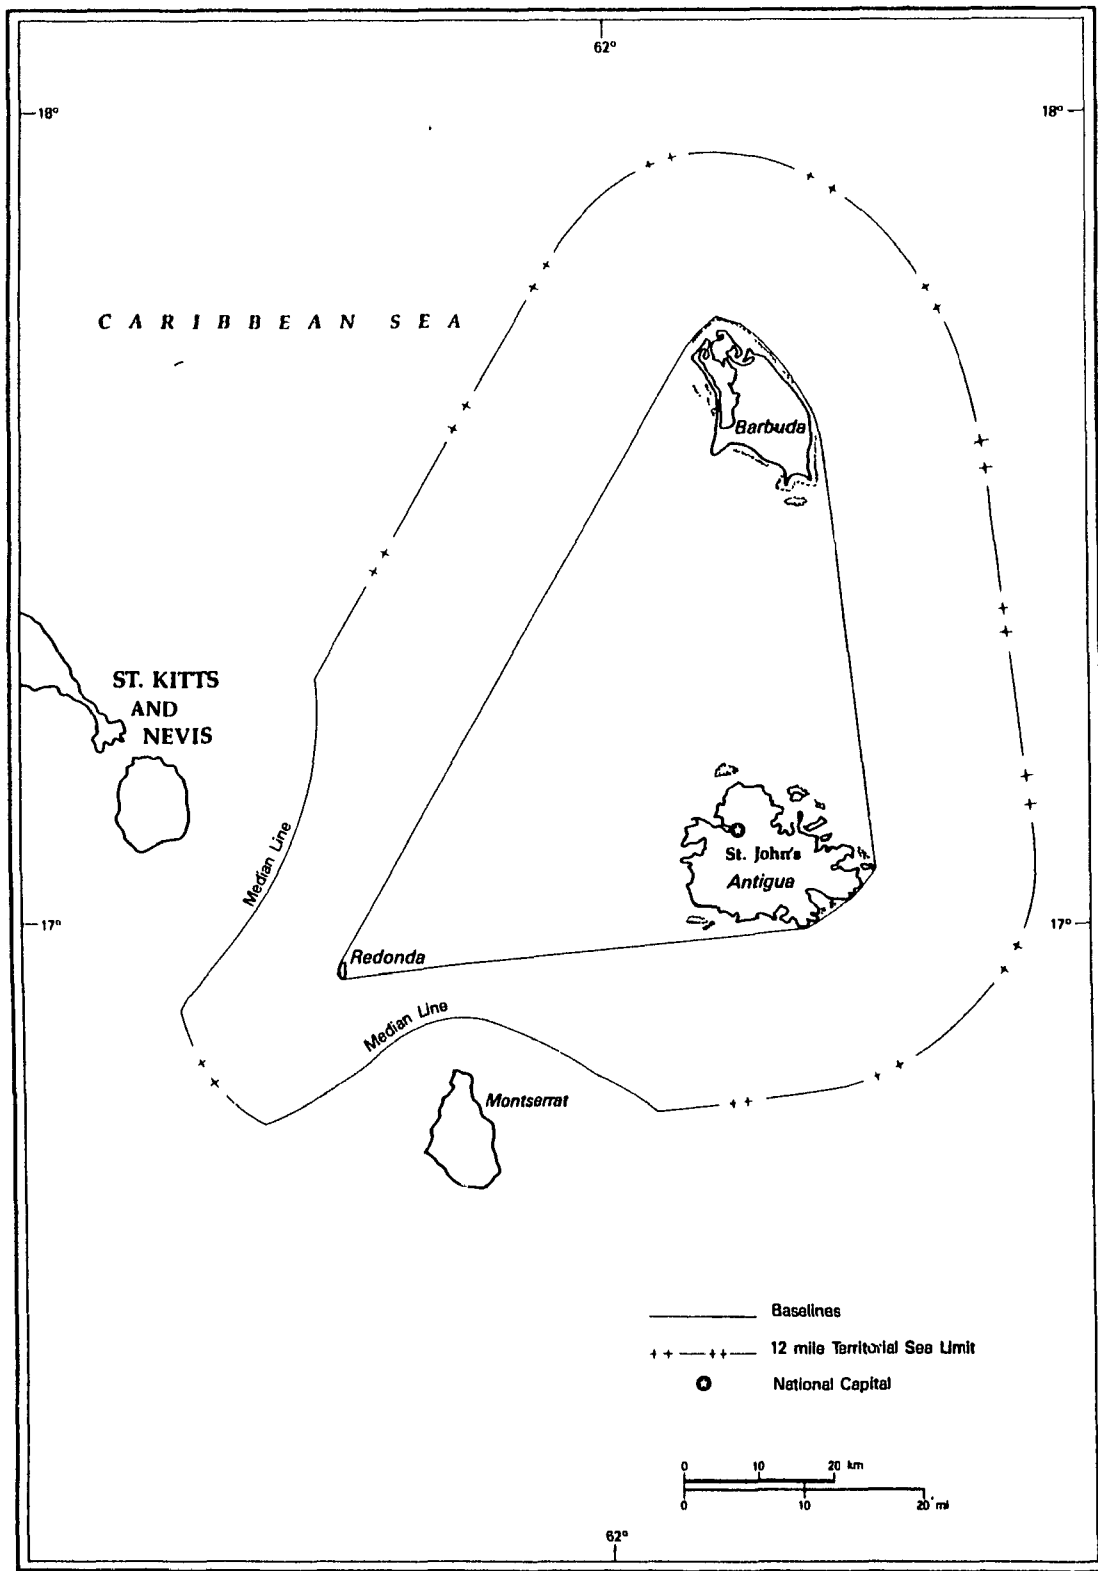 62°
18°
18°
CARIBBEAN SEA
Barbuda
ST. KITTS
AND
NEVIS
St. John's
Antigua
Median Line
17°
17°
Redonda
Median Line
Montserrat
Baselines
12 mile Territorial Sea Limit
National Capital
0 10 20 km
0 10 20 mi
62°